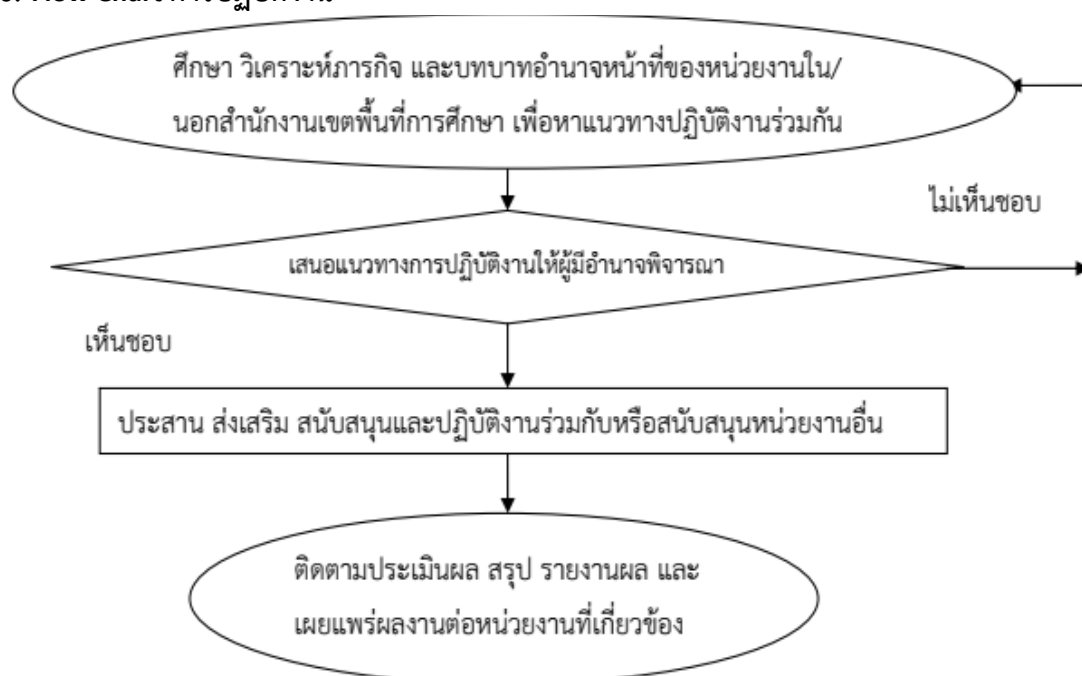 ศึกษา วิเคราะห์ภารกิจ และบทบาทอำนาจหน้าที่ของหน่วยงานใน/
นอกสำนักงานเขตพื้นที่การศึกษา เพื่อหาแนวทางปฏิบัติงานร่วมกัน
ไม่เห็นชอบ
เสนอแนวทางการปฏิบัติงานให้ผู้มีอำนาจพิจารณา
เห็นชอบ
ประสาน ส่งเสริม สนับสนุนและปฏิบัติงานร่วมกับหรือสนับสนุนหน่วยงานอื่น
ติดตามประเมินผล สรุป รายงานผล และ
เผยแพร่ผลงานต่อหน่วยงานที่เกี่ยวข้อง